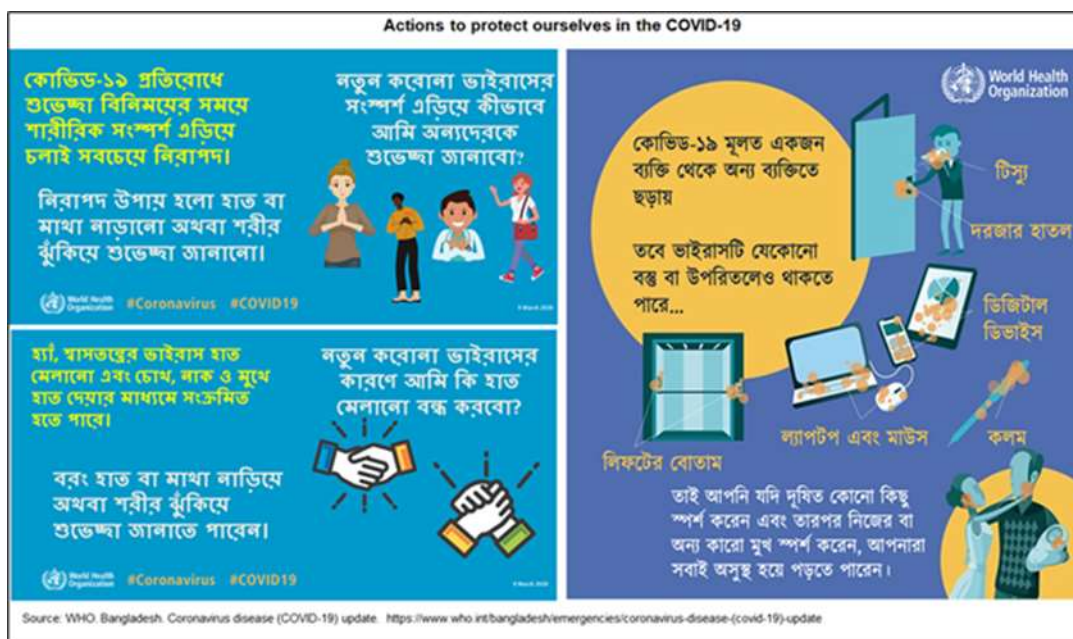 Actions to protect ourselves in the COVID-19
কোভিড-১৯ প্রতিরোধে
শুভেচ্ছা বিনিময়ের সময়ে
শারীরিক সংস্পর্শ এড়িয়ে
চলাই সবচেয়ে নিরাপদ।
নিরাপদ উপায় হলো হাত বা
মাথা নাড়ানো অথবা শরীর
ঝুঁকিয়ে শুভেচ্ছা জানানো।
নতুন করোনা ভাইরাসের
সংস্পর্শ এড়িয়ে কীভাবে
আমি অন্যদেরকে
শুভেচ্ছা জানাবো?
World Health
Organization
#Coronavirus #COVID19
9 March 2020
হ্যাঁ, শ্বাসতন্ত্রের ভাইরাস হাত
মেলানো এবং চোখ, নাক ও মুখে
হাত দেয়ার মাধ্যমে সংক্রমিত
হতে পারে।
বরং হাত বা মাথা নাড়িয়ে
অথবা শরীর ঝুঁকিয়ে
শুভেচ্ছা জানাতে পারেন।
নতুন করোনা ভাইরাসের
কারণে আমি কি হাত
মেলানো বন্ধ করবো?
World Health
Organization
#Coronavirus #COVID19
9 March 2020
World Health
Organization
কোভিড-১৯ মূলত একজন
ব্যক্তি থেকে অন্য ব্যক্তিতে
ছড়ায়
তবে ভাইরাসটি যেকোনো
বস্তু বা উপরিতলেও থাকতে
পারে...
টিস্যু
দরজার হাতল
ডিজিটাল
ডিভাইস
ল্যাপটপ এবং মাউস
কলম
লিফটের বোতাম
তাই আপনি যদি দূষিত কোনো কিছু
স্পর্শ করেন এবং তারপর নিজের বা
অন্য কারো মুখ স্পর্শ করেন, আপনারা
সবাই অসুস্থ হয়ে পড়তে পারেন।
Source: WHO. Bangladesh. Coronavirus disease (COVID-19) update. https://www.who.int/bangladesh/emergencies/coronavirus-disease-(covid-19)-update